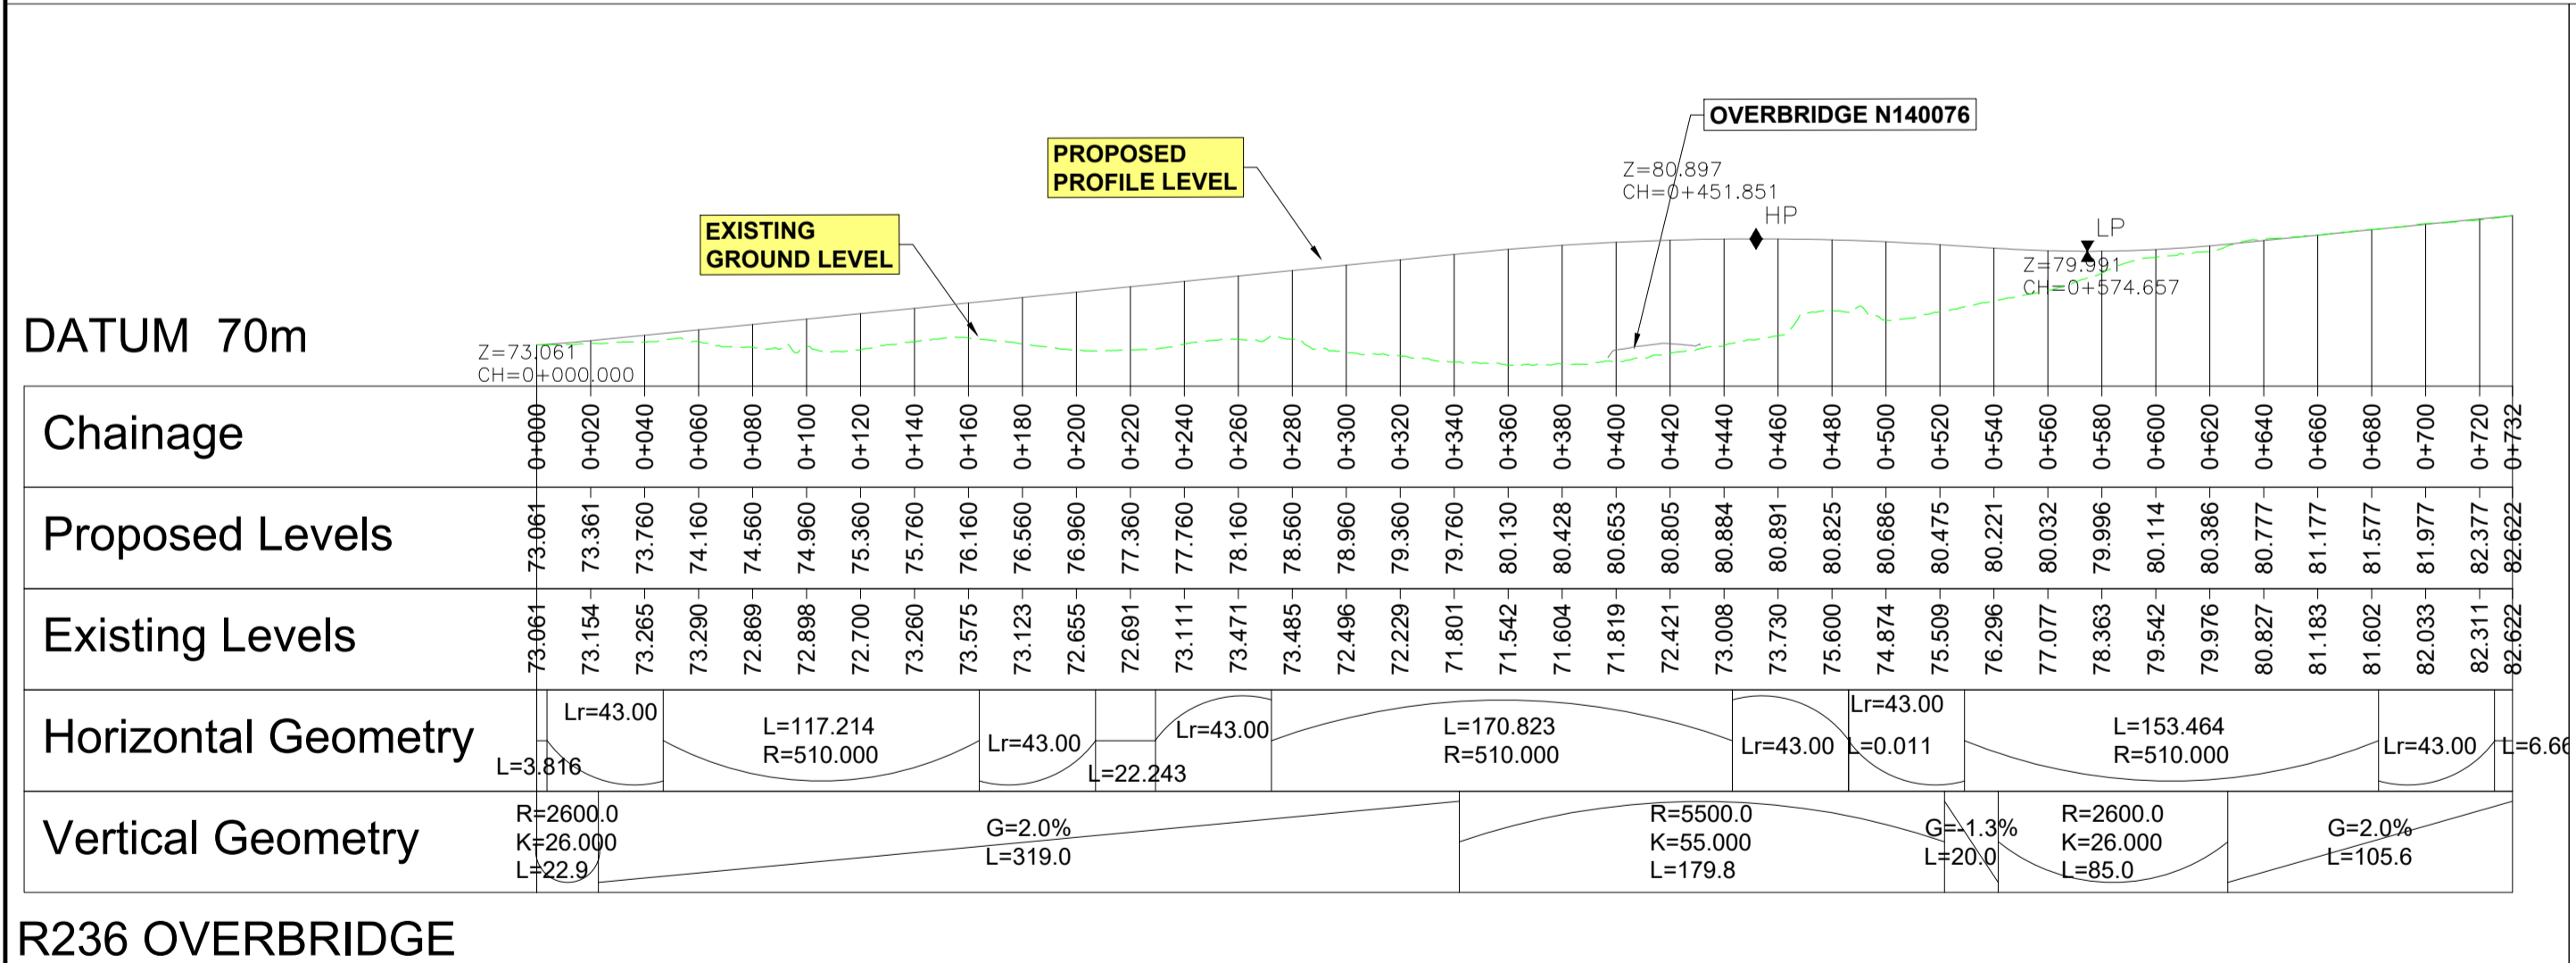 OVERBRIDGE N140076
PROPOSED
PROFILE LEVEL
Z=80.897
CH=0+451.851
HP
LP
EXISTING
GROUND LEVEL
Z=79.991
CH=0+574.657
DATUM 70m
Z=73.061
CH=0+000.000
Chainage 0+000 0+020 0+040 0+060 0+080 0+100 0+120 0+140 0+160 0+180 0+200 0+220 0+240 0+260 0+280 0+300 0+320 0+340 0+360 0+380 0+400 0+420 0+440 0+460 0+480 0+500 0+520 0+540 0+560 0+580 0+600 0+620 0+640 0+660 0+680 0+700 0+720 0+732
Proposed Levels 73.061 73.361 73.760 74.160 74.560 74.960 75.360 75.760 76.160 76.560 76.960 77.360 77.760 78.160 78.560 78.960 79.360 79.760 80.130 80.428 80.653 80.805 80.884 80.891 80.825 80.686 80.475 80.221 80.032 79.996 80.114 80.386 80.777 81.177 81.577 81.977 82.377 82.622
Existing Levels 73.061 73.154 73.265 73.290 72.869 72.898 72.700 73.260 73.575 73.123 72.655 72.691 73.111 73.471 73.485 72.496 72.229 71.801 71.542 71.604 71.819 72.421 73.008 73.730 75.600 74.874 75.509 76.296 77.077 78.363 79.542 79.976 80.827 81.183 81.602 82.033 82.311 82.622
Horizontal Geometry
L=3.816
Lr=43.00
L=117.214
R=510.000
Lr=43.00
L=22.243
Lr=43.00
L=170.823
R=510.000
Lr=43.00
Lr=43.00
L=0.011
L=153.464
R=510.000
Lr=43.00
L=6.66
Vertical Geometry
R=2600.0
K=26.000
L=22.9
G=2.0%
L=319.0
R=5500.0
K=55.000
L=179.8
G=-1.3%
L=20.0
R=2600.0
K=26.000
L=85.0
G=2.0%
L=105.6
R236 OVERBRIDGE